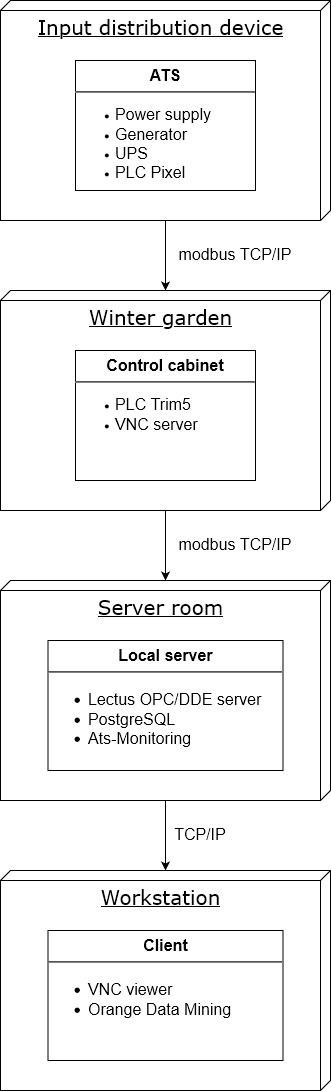 Input distribution device
ATS
• Power supply
• Generator
• UPS
• PLC Pixel
modbus TCP/IP
Winter garden
Control cabinet
• PLC Trim5
• VNC server
modbus TCP/IP
Server room
Local server
• Lectus OPC/DDE server
• PostgreSQL
• Ats-Monitoring
TCP/IP
Workstation
Client
• VNC viewer
• Orange Data Mining